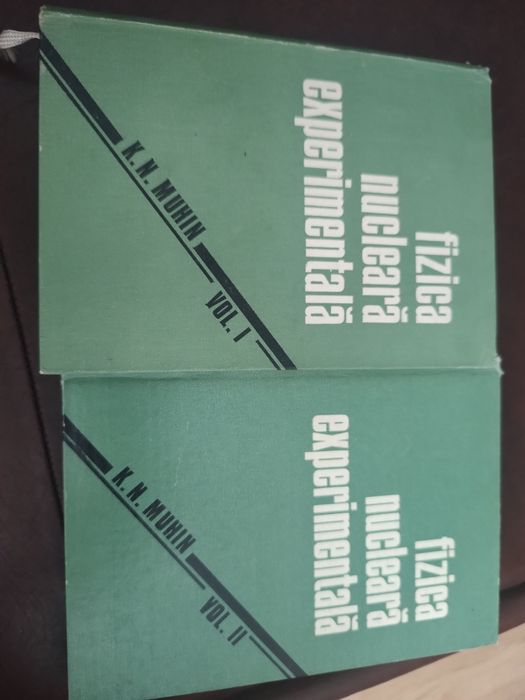 fizica
nucleară
experimentală
K. N. MUHIN
VOL. I
fizica
nucleară
experimentală
K. N. MUHIN
VOL. II